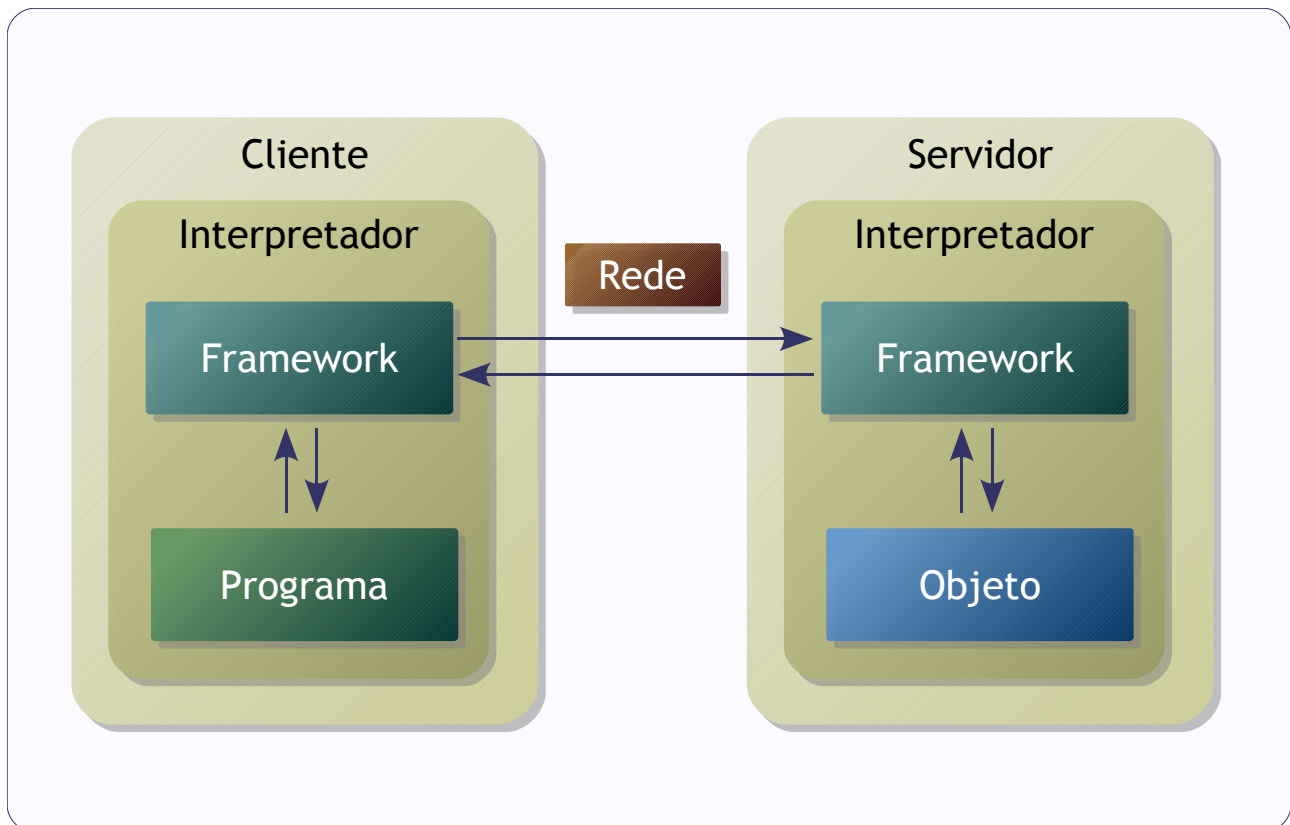 Cliente
Servidor
Interpretador
Interpretador
Rede
Framework
Framework
Programa
Objeto